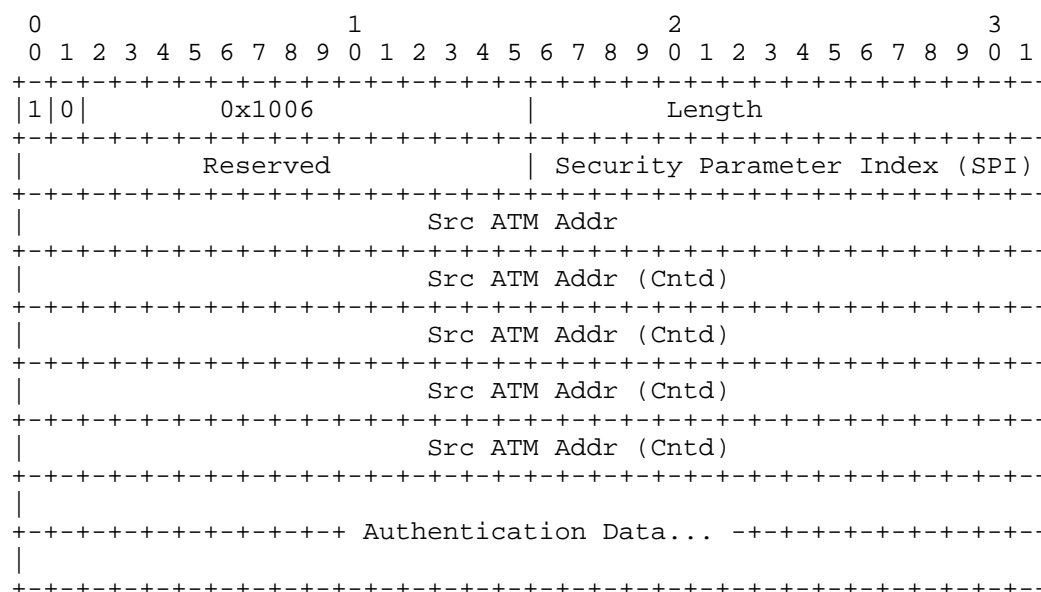 0                   1                   2                   3
 0 1 2 3 4 5 6 7 8 9 0 1 2 3 4 5 6 7 8 9 0 1 2 3 4 5 6 7 8 9 0 1
+-+-+-+-+-+-+-+-+-+-+-+-+-+-+-+-+-+-+-+-+-+-+-+-+-+-+-+-+-+-+-+--
|1|0|        0x1006             |        Length
+-+-+-+-+-+-+-+-+-+-+-+-+-+-+-+-+-+-+-+-+-+-+-+-+-+-+-+-+-+-+-+--
|           Reserved            | Security Parameter Index (SPI)
+-+-+-+-+-+-+-+-+-+-+-+-+-+-+-+-+-+-+-+-+-+-+-+-+-+-+-+-+-+-+-+--
|                         Src ATM Addr
+-+-+-+-+-+-+-+-+-+-+-+-+-+-+-+-+-+-+-+-+-+-+-+-+-+-+-+-+-+-+-+--
|                         Src ATM Addr (Cntd)
+-+-+-+-+-+-+-+-+-+-+-+-+-+-+-+-+-+-+-+-+-+-+-+-+-+-+-+-+-+-+-+--
|                         Src ATM Addr (Cntd)
+-+-+-+-+-+-+-+-+-+-+-+-+-+-+-+-+-+-+-+-+-+-+-+-+-+-+-+-+-+-+-+--
|                         Src ATM Addr (Cntd)
+-+-+-+-+-+-+-+-+-+-+-+-+-+-+-+-+-+-+-+-+-+-+-+-+-+-+-+-+-+-+-+--
|                         Src ATM Addr (Cntd)
+-+-+-+-+-+-+-+-+-+-+-+-+-+-+-+-+-+-+-+-+-+-+-+-+-+-+-+-+-+-+-+--
|
+-+-+-+-+-+-+-+-+-+-+ Authentication Data... -+-+-+-+-+-+-+-+-+--
|
+-+-+-+-+-+-+-+-+-+-+-+-+-+-+-+-+-+-+-+-+-+-+-+-+-+-+-+-+-+-+-+--